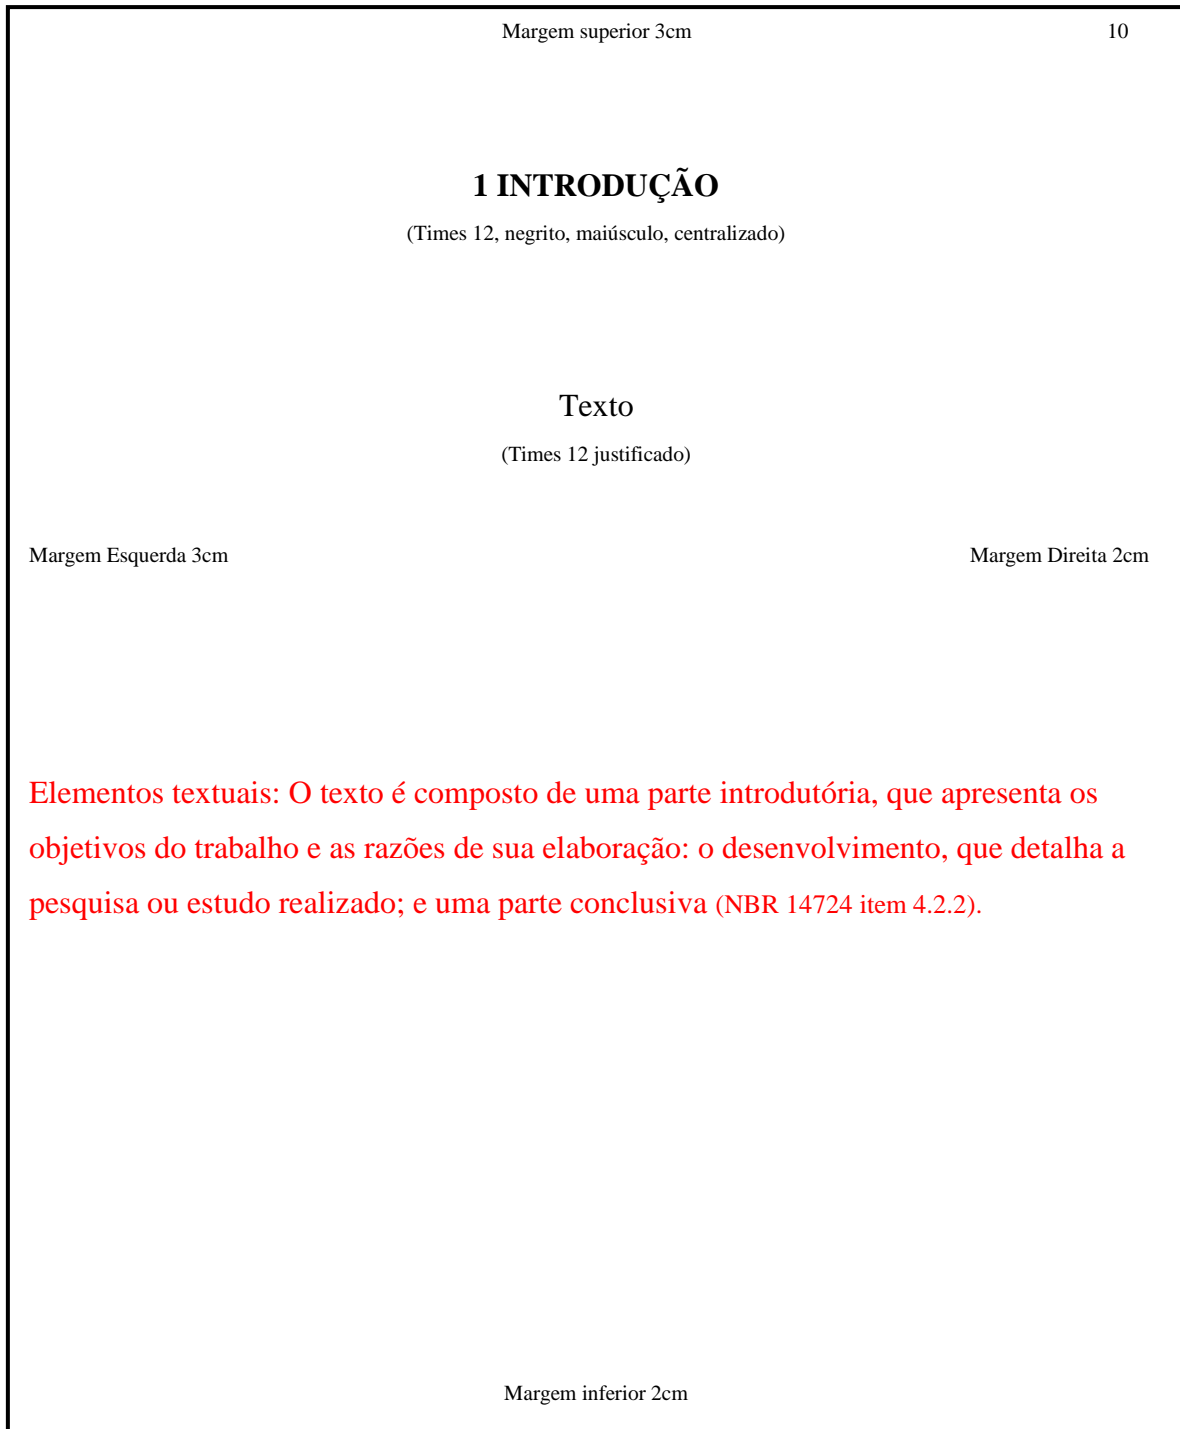 Margem superior 3cm 10
1 INTRODUÇÃO
(Times 12, negrito, maiúsculo, centralizado)
Texto
(Times 12 justificado)
Margem Esquerda 3cm Margem Direita 2cm
Elementos textuais: O texto é composto de uma parte introdutória, que apresenta os
objetivos do trabalho e as razões de sua elaboração: o desenvolvimento, que detalha a
pesquisa ou estudo realizado; e uma parte conclusiva (NBR 14724 item 4.2.2).
Margem inferior 2cm